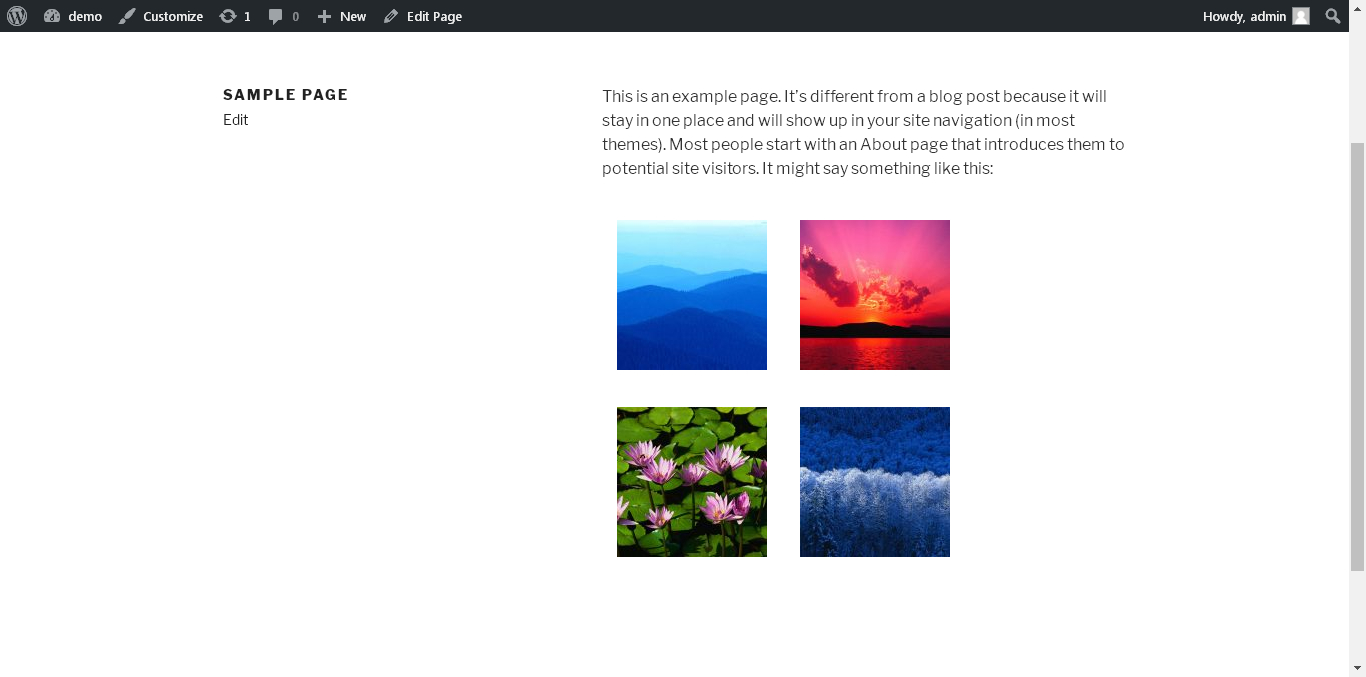 demo Customize 1 0 New Edit Page Howdy, admin
SAMPLE PAGE
Edit
This is an example page. It's different from a blog post because it will
stay in one place and will show up in your site navigation (in most
themes). Most people start with an About page that introduces them to
potential site visitors. It might say something like this: